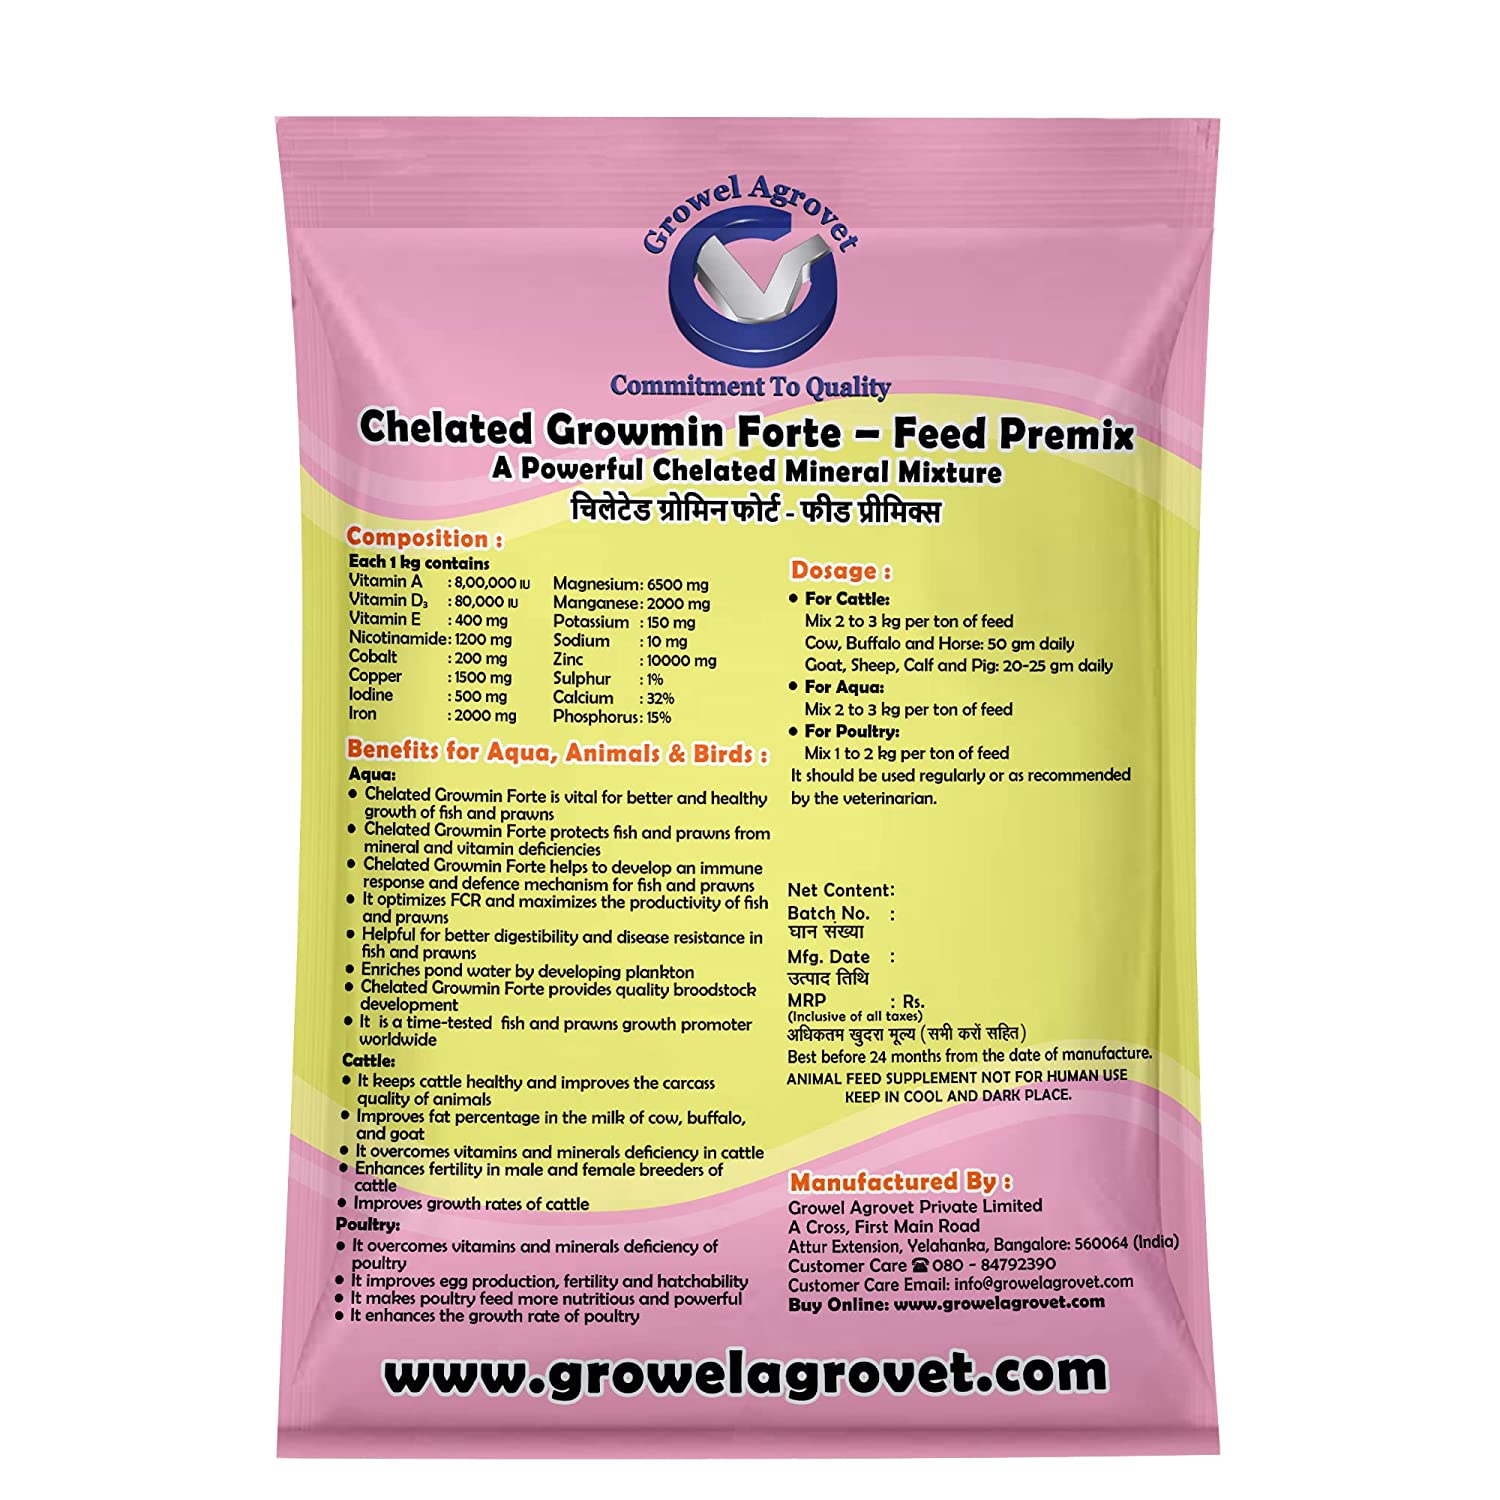 Growel Agrovet
Commitment To Quality
Chelated Growmin Forte – Feed Premix
A Powerful Chelated Mineral Mixture
चिलेटेड ग्रोमिन फोर्ट - फीड प्रीमिक्स
Composition :
Each 1 kg contains
Vitamin A : 8,00,000 IU
Vitamin D₃ : 80,000 IU
Vitamin E : 400 mg
Nicotinamide: 1200 mg
Cobalt : 200 mg
Copper : 1500 mg
Iodine : 500 mg
Iron : 2000 mg
Magnesium: 6500 mg
Manganese: 2000 mg
Potassium : 150 mg
Sodium : 10 mg
Zinc : 10000 mg
Sulphur : 1%
Calcium : 32%
Phosphorus: 15%
Benefits for Aqua, Animals & Birds :
Aqua:
• Chelated Growmin Forte is vital for better and healthy
growth of fish and prawns
• Chelated Growmin Forte protects fish and prawns from
mineral and vitamin deficiencies
• Chelated Growmin Forte helps to develop an immune
response and defence mechanism for fish and prawns
• It optimizes FCR and maximizes the productivity of fish
and prawns
• Helpful for better digestibility and disease resistance in
fish and prawns
• Enriches pond water by developing plankton
• Chelated Growmin Forte provides quality broodstock
development
• It is a time-tested fish and prawns growth promoter
worldwide
Cattle:
• It keeps cattle healthy and improves the carcass
quality of animals
• Improves fat percentage in the milk of cow, buffalo,
and goat
• It overcomes vitamins and minerals deficiency in cattle
• Enhances fertility in male and female breeders of
cattle
• Improves growth rates of cattle
Poultry:
• It overcomes vitamins and minerals deficiency of
poultry
• It improves egg production, fertility and hatchability
• It makes poultry feed more nutritious and powerful
• It enhances the growth rate of poultry
Dosage :
• For Cattle:
Mix 2 to 3 kg per ton of feed
Cow, Buffalo and Horse: 50 gm daily
Goat, Sheep, Calf and Pig: 20-25 gm daily
• For Aqua:
Mix 2 to 3 kg per ton of feed
• For Poultry:
Mix 1 to 2 kg per ton of feed
It should be used regularly or as recommended
by the veterinarian.
Net Content:
Batch No. :
घान संख्या
Mfg. Date :
उत्पाद तिथि
MRP : Rs.
(Inclusive of all taxes)
अधिकतम खुदरा मूल्य (सभी करों सहित)
Best before 24 months from the date of manufacture.
ANIMAL FEED SUPPLEMENT NOT FOR HUMAN USE
KEEP IN COOL AND DARK PLACE.
Manufactured By :
Growel Agrovet Private Limited
A Cross, First Main Road
Attur Extension, Yelahanka, Bangalore: 560064 (India)
Customer Care ☎ 080 - 84792390
Customer Care Email: info@growelagrovet.com
Buy Online: www.growelagrovet.com
www.growelagrovet.com